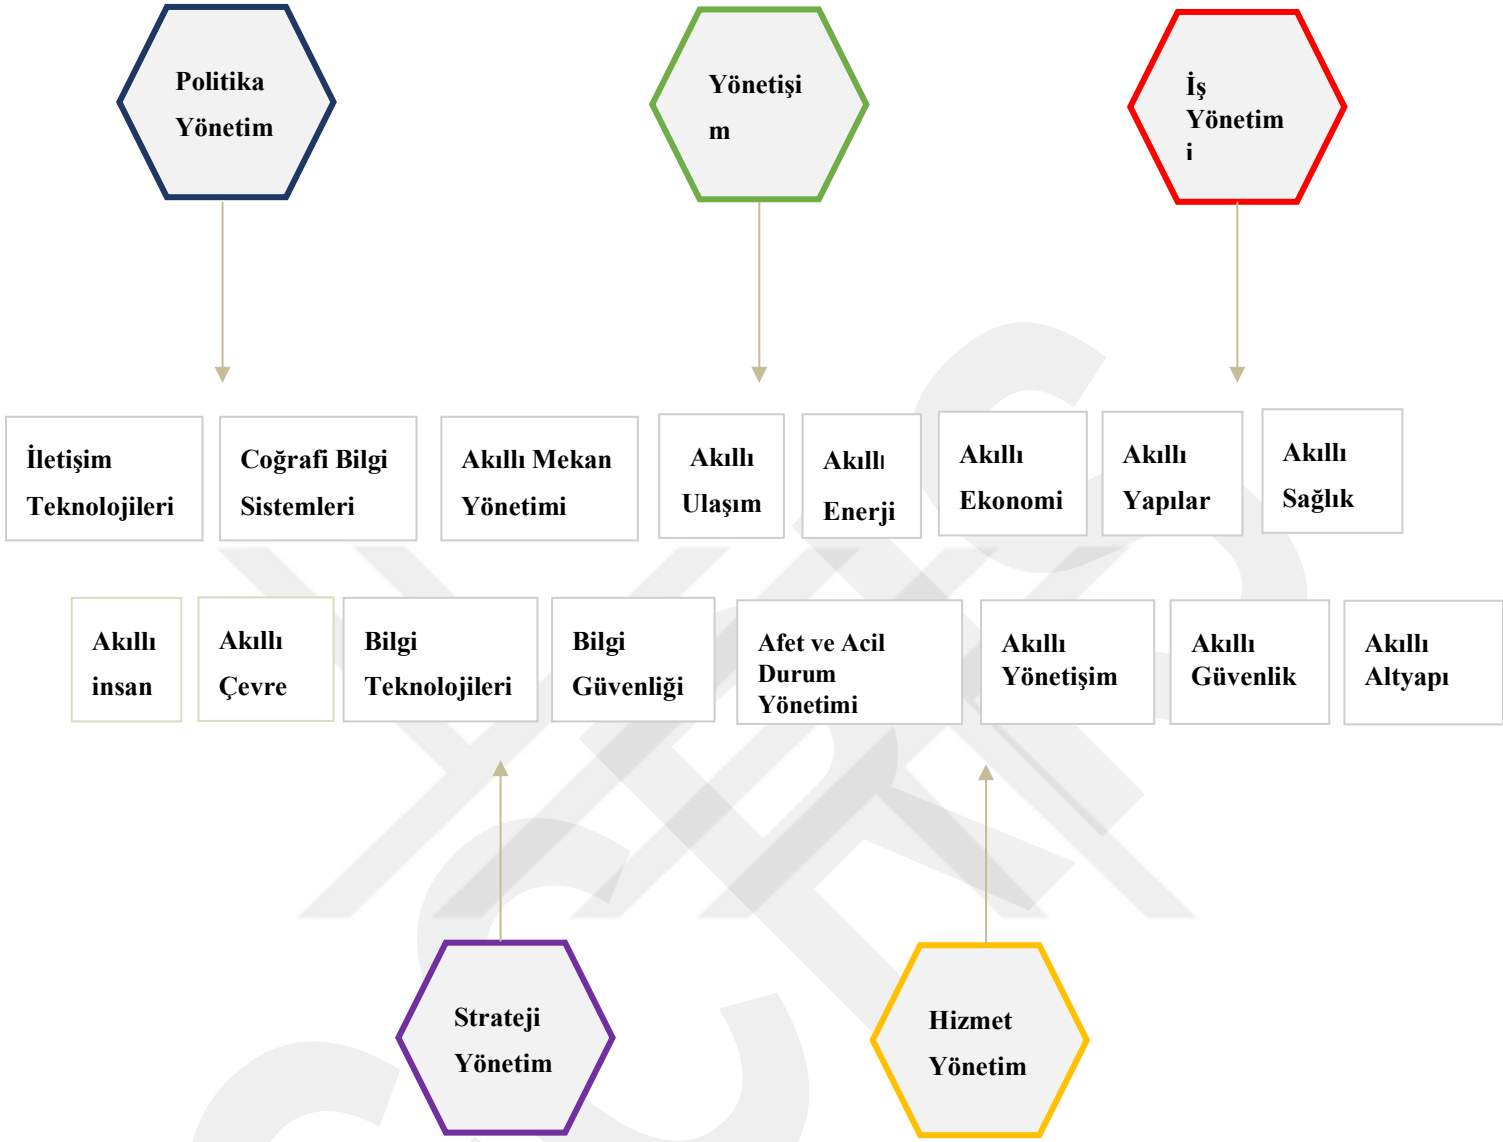 Politika
Yönetim
Yönetişi
m
İş
Yönetim
i
İletişim
Teknolojileri
Coğrafi Bilgi
Sistemleri
Akıllı Mekan
Yönetimi
Akıllı
Ulaşım
Akıllı
Enerji
Akıllı
Ekonomi
Akıllı
Yapılar
Akıllı
Sağlık
Akıllı
insan
Akıllı
Çevre
Bilgi
Teknolojileri
Bilgi
Güvenliği
Afet ve Acil
Durum
Yönetimi
Akıllı
Yönetişim
Akıllı
Güvenlik
Akıllı
Altyapı
Strateji
Yönetim
Hizmet
Yönetim